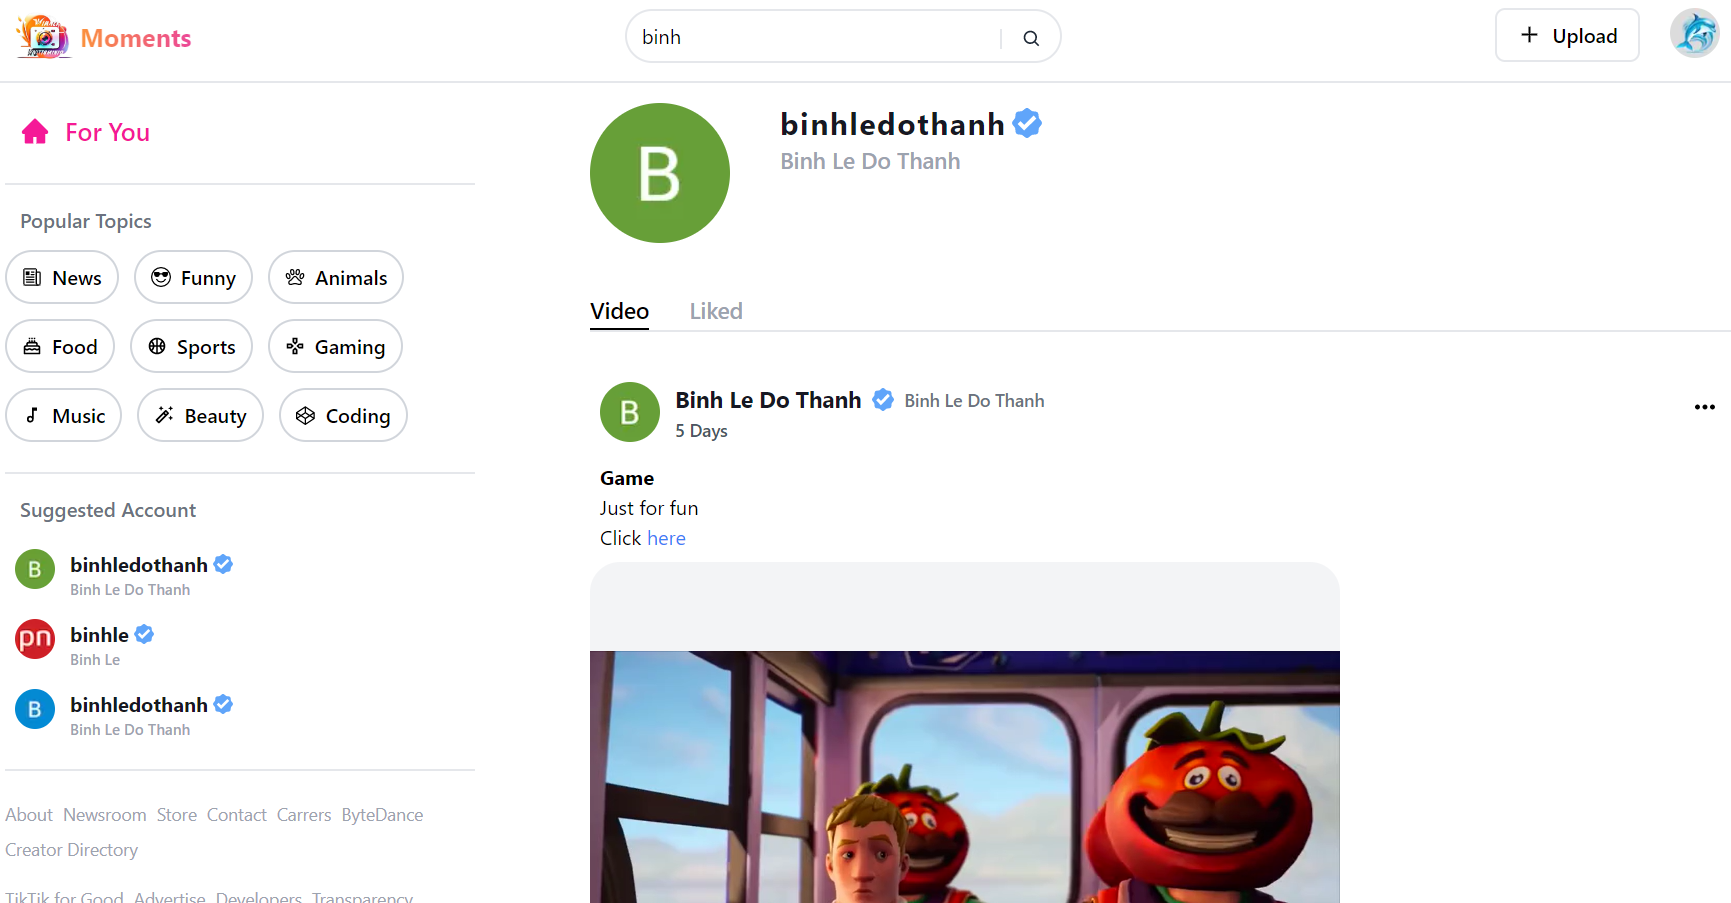 Moments
binh
Upload
For You
Popular Topics
News
Funny
Animals
Food
Sports
Gaming
Music
Beauty
Coding
Suggested Account
B
binhledothanh
Binh Le Do Thanh
pn
binhle
Binh Le
B
binhledothanh
Binh Le Do Thanh
About Newsroom Store Contact Carrers ByteDance
Creator Directory
TikTik for Good Advertise Developers Transparency
B
binhledothanh
Binh Le Do Thanh
Video
Liked
B
Binh Le Do Thanh
Binh Le Do Thanh
5 Days
Game
Just for fun
Click here